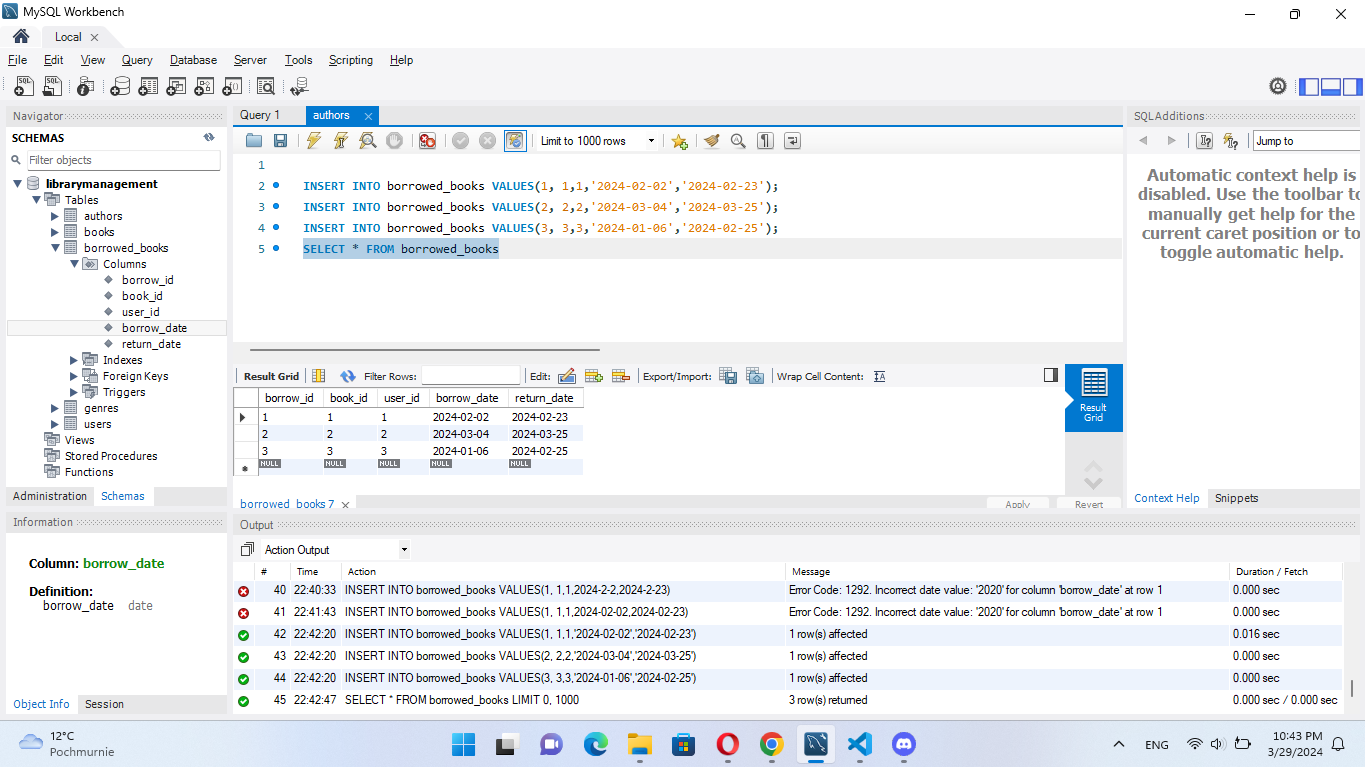 MySQL Workbench
Local
File Edit View Query Database Server Tools Scripting Help
Navigator
SCHEMAS
Filter objects
librarymanagement
Tables
authors
books
borrowed_books
Columns
borrow_id
book_id
user_id
borrow_date
return_date
Indexes
Foreign Keys
Triggers
genres
users
Views
Stored Procedures
Functions
Administration Schemas
Information
Column: borrow_date
Definition:
borrow_date date
Object Info Session
Query 1 authors
Limit to 1000 rows
1
2 INSERT INTO borrowed_books VALUES(1, 1,1,'2024-02-02','2024-02-23');
3 INSERT INTO borrowed_books VALUES(2, 2,2,'2024-03-04','2024-03-25');
4 INSERT INTO borrowed_books VALUES(3, 3,3,'2024-01-06','2024-02-25');
5 SELECT * FROM borrowed_books
Result Grid Filter Rows: Edit: Export/Import: Wrap Cell Content:
borrow_id book_id user_id borrow_date return_date
1 1 1 2024-02-02 2024-02-23
2 2 2 2024-03-04 2024-03-25
3 3 3 2024-01-06 2024-02-25
NULL NULL NULL NULL NULL
Result
Grid
borrowed_books 7 Apply Revert
SQLAdditions
Jump to
Automatic context help is
disabled. Use the toolbar to
manually get help for the
current caret position or to
toggle automatic help.
Context Help Snippets
Output
Action Output
# Time Action Message Duration / Fetch
40 22:40:33 INSERT INTO borrowed_books VALUES(1, 1,1,2024-2-2,2024-2-23) Error Code: 1292. Incorrect date value: '2020' for column 'borrow_date' at row 1 0.000 sec
41 22:41:43 INSERT INTO borrowed_books VALUES(1, 1,1,2024-02-02,2024-02-23) Error Code: 1292. Incorrect date value: '2020' for column 'borrow_date' at row 1 0.000 sec
42 22:42:20 INSERT INTO borrowed_books VALUES(1, 1,1,'2024-02-02','2024-02-23') 1 row(s) affected 0.016 sec
43 22:42:20 INSERT INTO borrowed_books VALUES(2, 2,2,'2024-03-04','2024-03-25') 1 row(s) affected 0.000 sec
44 22:42:20 INSERT INTO borrowed_books VALUES(3, 3,3,'2024-01-06','2024-02-25') 1 row(s) affected 0.000 sec
45 22:42:47 SELECT * FROM borrowed_books LIMIT 0, 1000 3 row(s) returned 0.000 sec / 0.000 sec
12°C
Pochmurnie
ENG
10:43 PM
3/29/2024